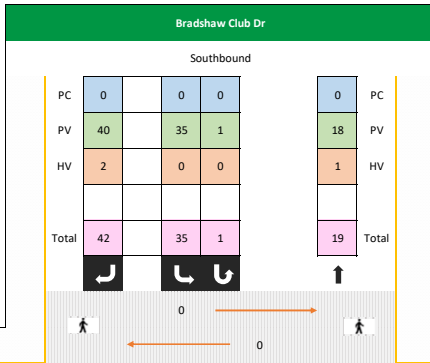 Bradshaw Club Dr
Southbound
PC 0 0 0 0 PC
PV 40 35 1 18 PV
HV 2 0 0 1 HV
Total 42 35 1 19 Total
0
0